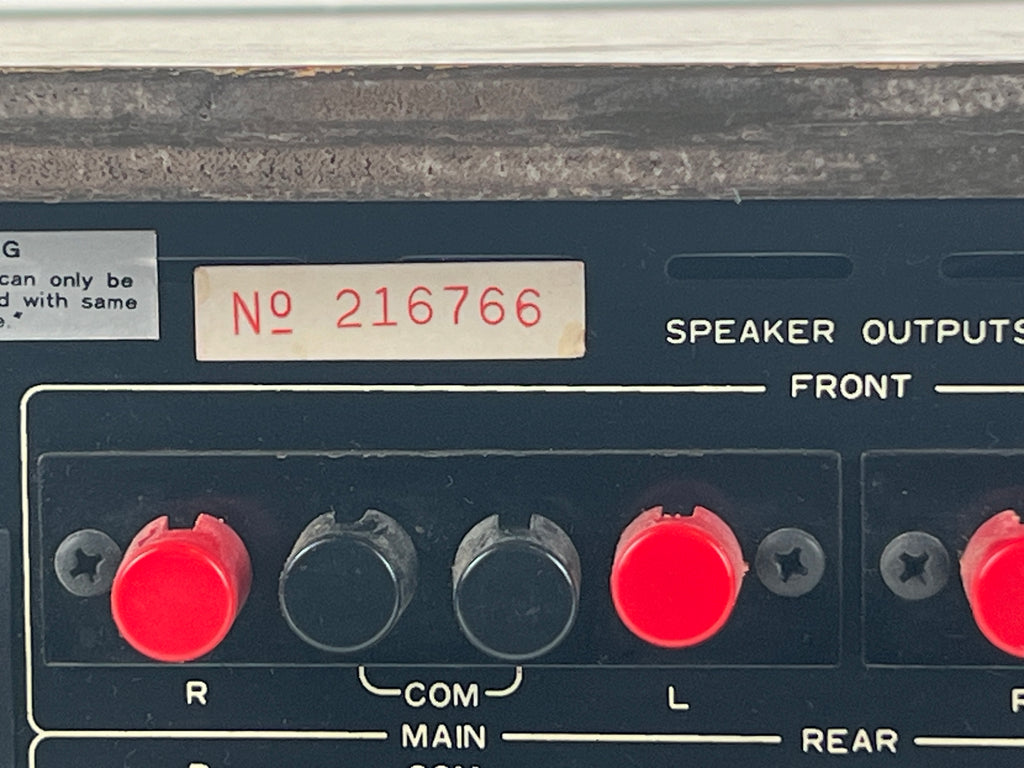 G
can only be
d with same
e."
Nº 216766
SPEAKER OUTPUTS
FRONT
R COM L
MAIN REAR